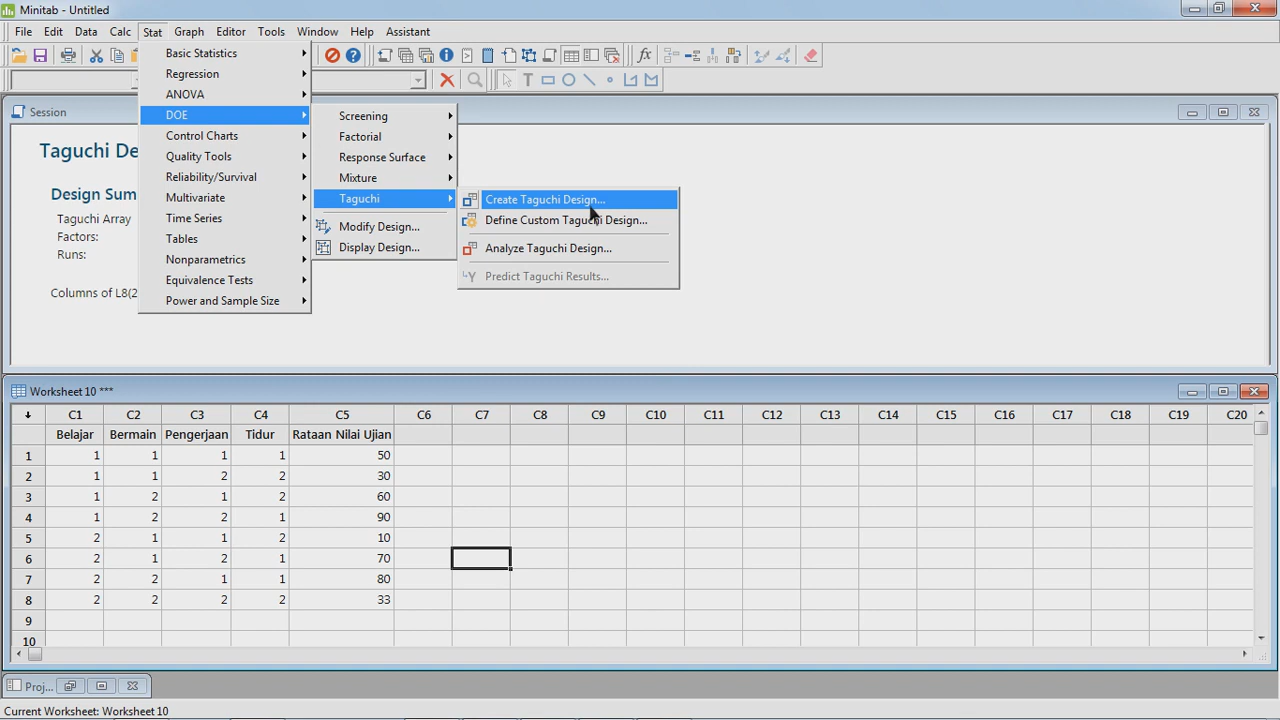 Minitab - Untitled
File Edit Data Calc Stat Graph Editor Tools Window Help Assistant
Basic Statistics
Regression
ANOVA
DOE
Control Charts
Quality Tools
Reliability/Survival
Multivariate
Time Series
Tables
Nonparametrics
Equivalence Tests
Power and Sample Size
Screening
Factorial
Response Surface
Mixture
Taguchi
Modify Design...
Display Design...
Create Taguchi Design...
Define Custom Taguchi Design...
Analyze Taguchi Design...
Predict Taguchi Results...
Session
Taguchi De
Design Sum
Taguchi Array
Factors:
Runs:
Columns of L8(2
Worksheet 10 ***
C1 C2 C3 C4 C5 C6 C7 C8 C9 C10 C11 C12 C13 C14 C15 C16 C17 C18 C19 C20
Belajar Bermain Pengerjaan Tidur Rataan Nilai Ujian
1 1 1 1 1 50
2 1 1 2 2 30
3 1 2 1 2 60
4 1 2 2 1 90
5 2 1 1 2 10
6 2 1 2 1 70
7 2 2 1 1 80
8 2 2 2 2 33
9
10
Proj...
Current Worksheet: Worksheet 10